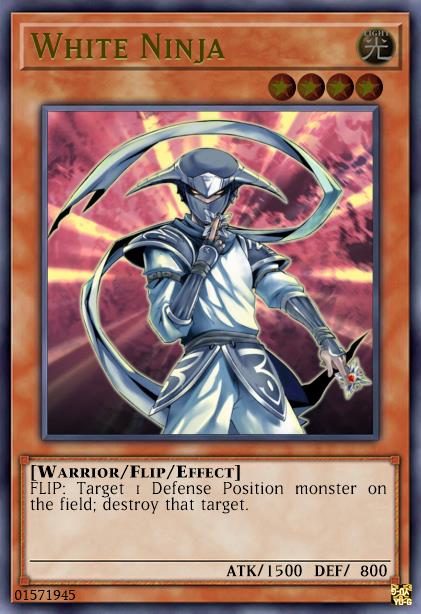 White Ninja
LIGHT
光
[Warrior/Flip/Effect]
FLIP: Target 1 Defense Position monster on
the field; destroy that target.
ATK/1500 DEF/ 800
01571945